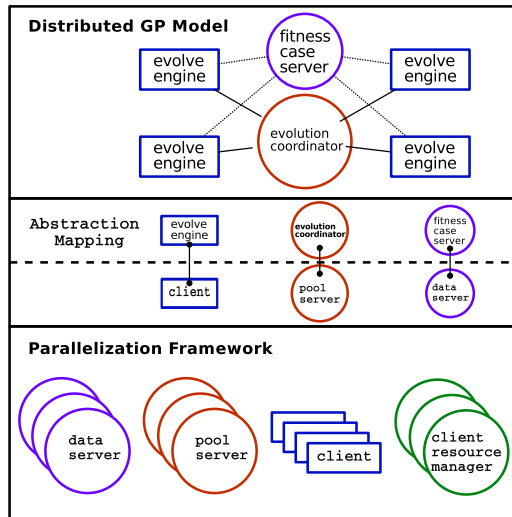 Distributed GP Model
fitness
case
server
evolve
engine
evolve
engine
evolution
coordinator
evolve
engine
evolve
engine
Abstraction
Mapping
evolve
engine
evolution
coordinator
fitness
case
server
client
pool
server
data
server
Parallelization Framework
data
server
pool
server
client
client
resource
manager